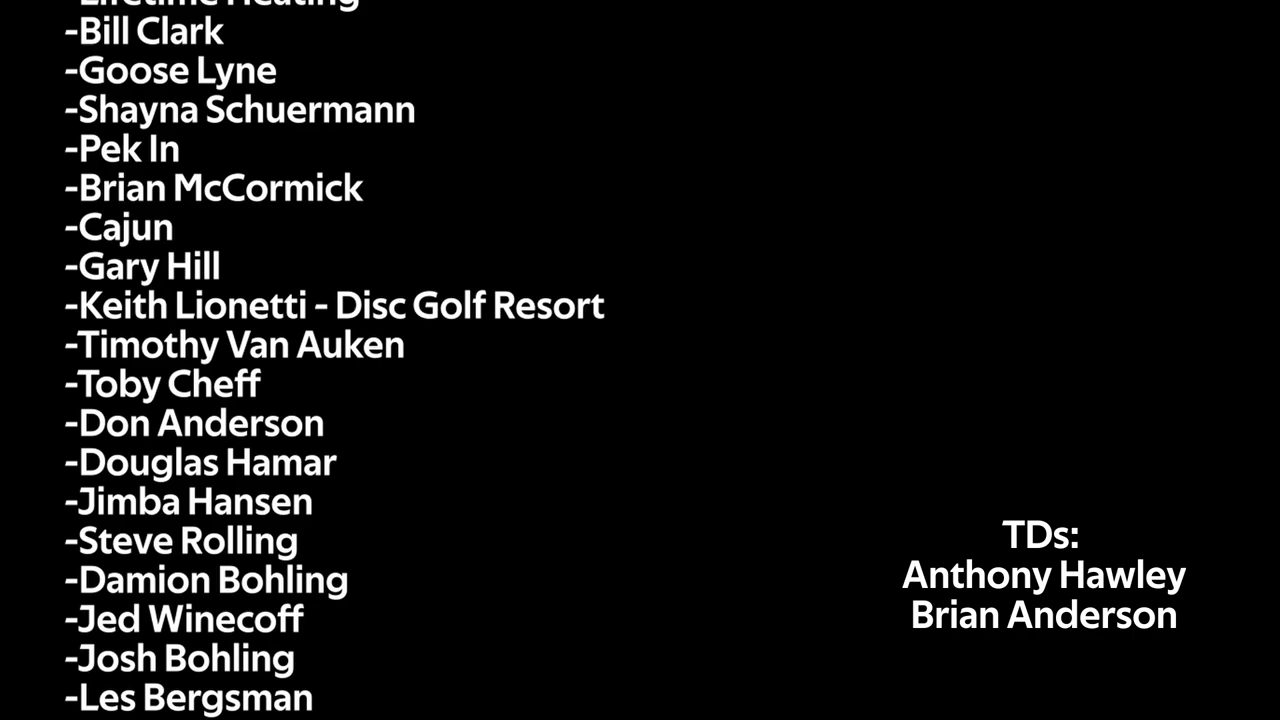 -Lifetime Heating
-Bill Clark
-Goose Lyne
-Shayna Schuermann
-Pek In
-Brian McCormick
-Cajun
-Gary Hill
-Keith Lionetti - Disc Golf Resort
-Timothy Van Auken
-Toby Cheff
-Don Anderson
-Douglas Hamar
-Jimba Hansen
-Steve Rolling
-Damion Bohling
-Jed Winecoff
-Josh Bohling
-Les Bergsman
TDs:
Anthony Hawley
Brian Anderson